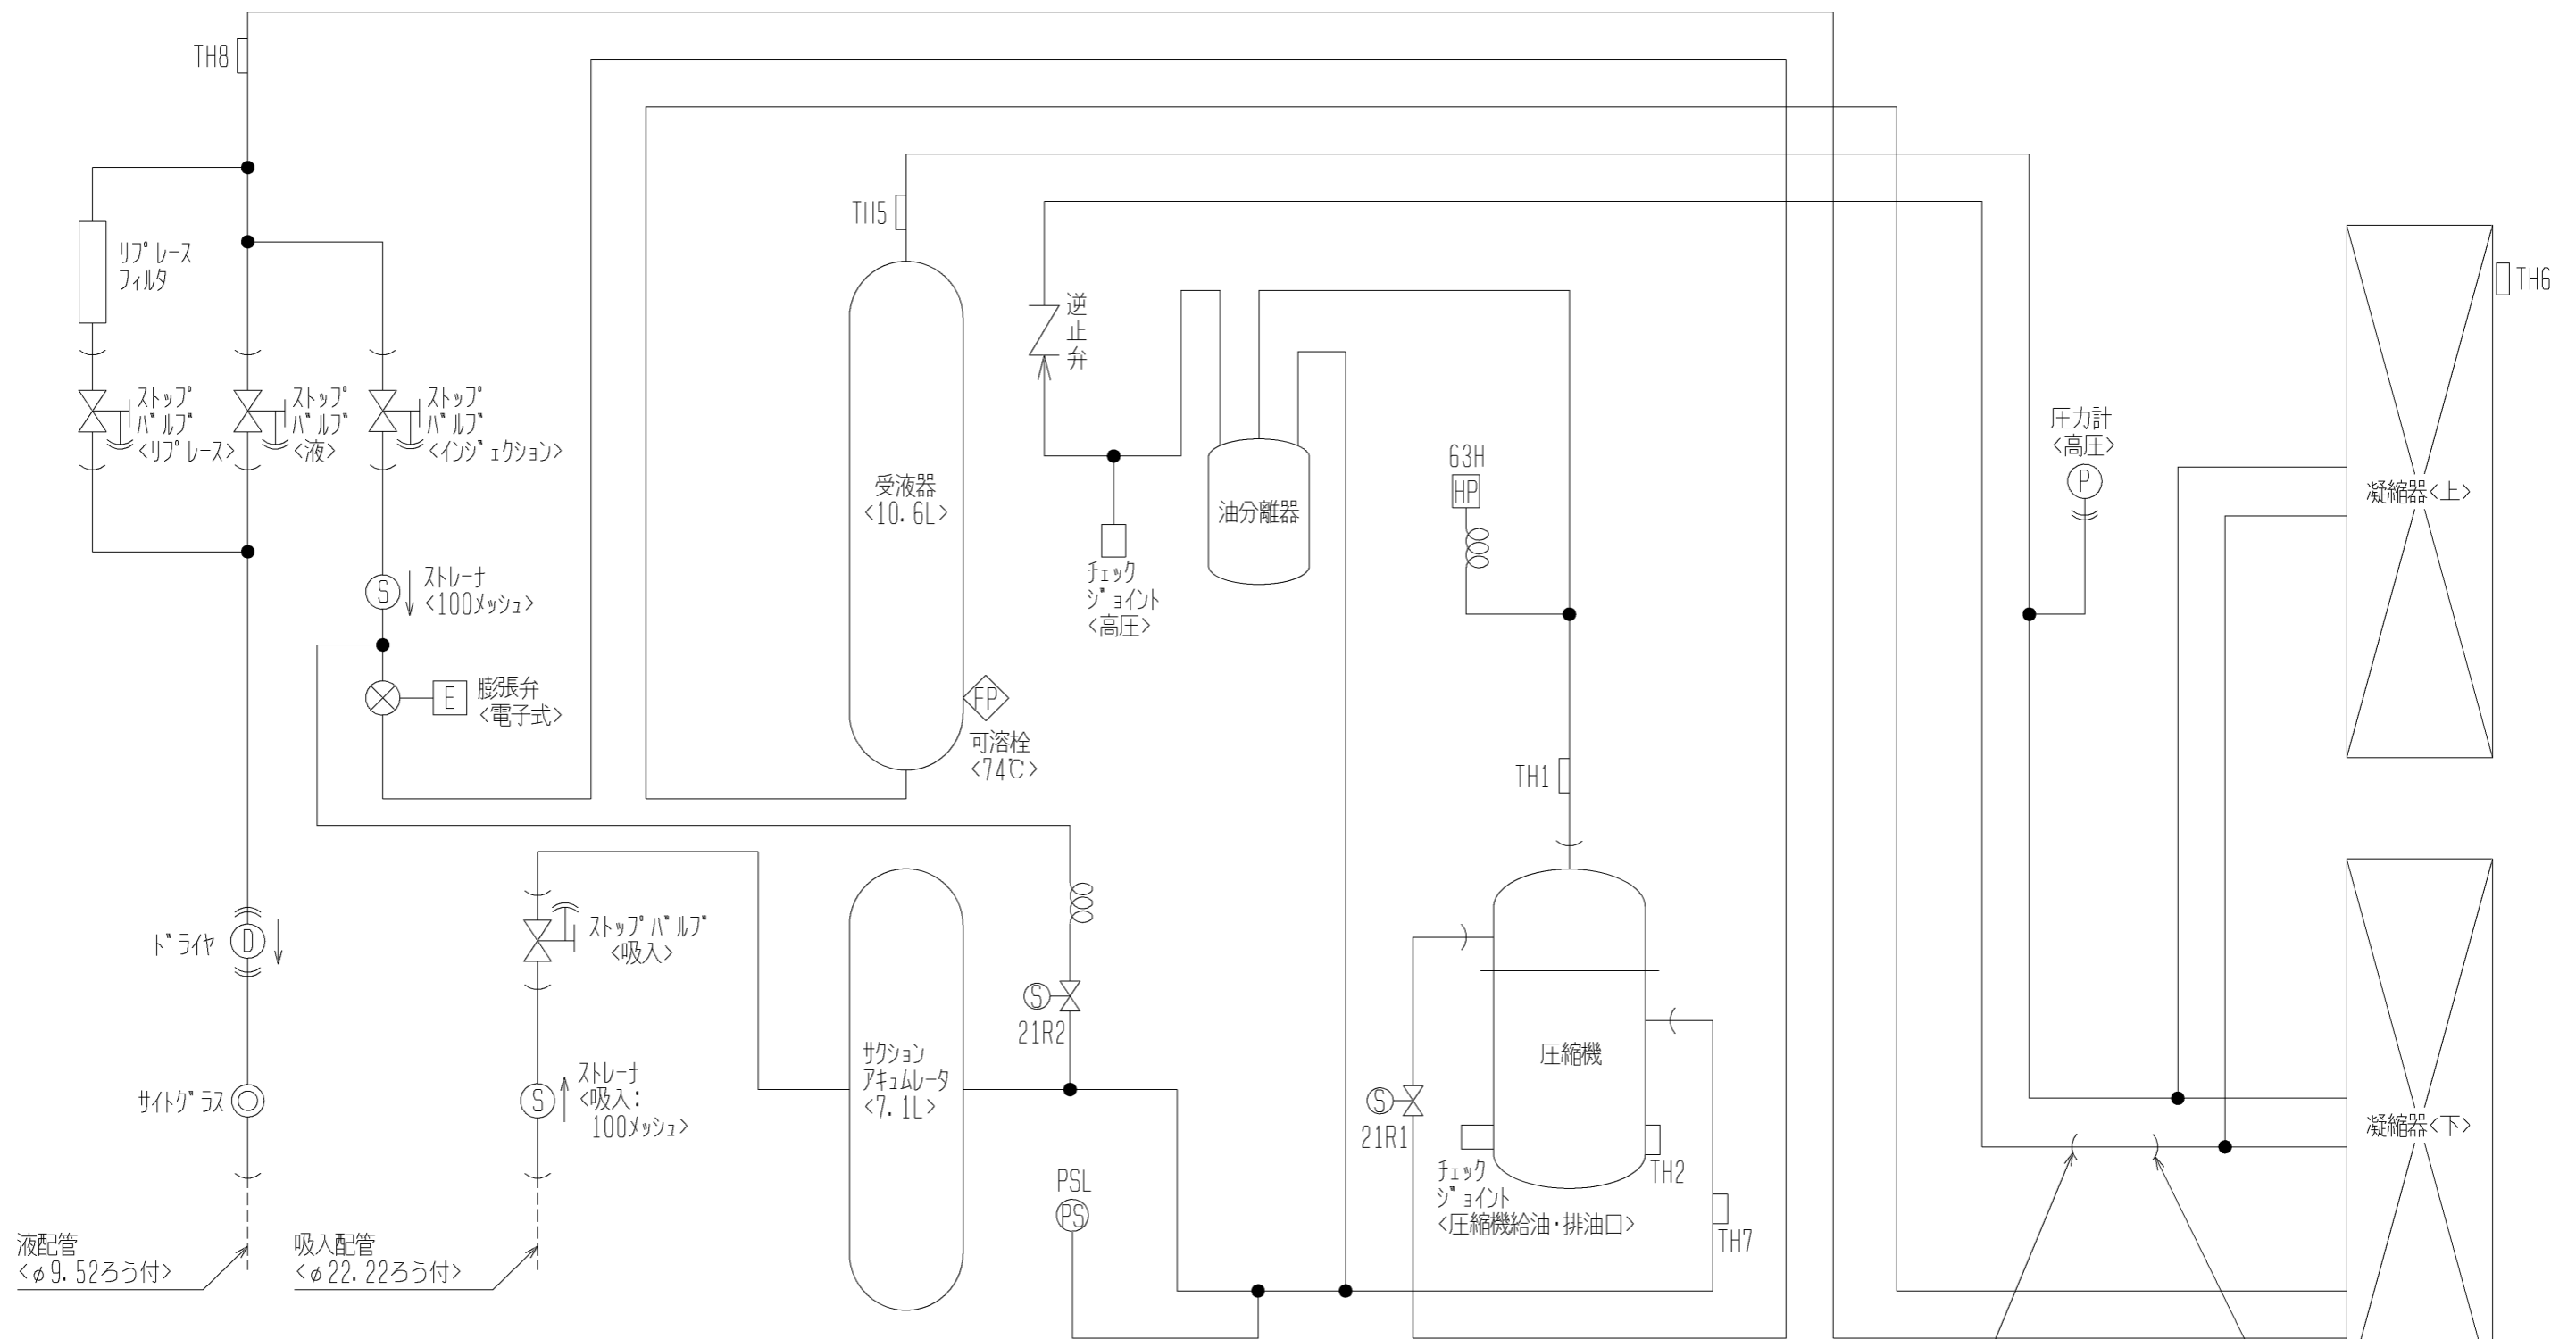 TH8
リプレース
フィルタ
ストップ
バルブ
<リプレース>
ストップ
バルブ
<液>
ストップ
バルブ
<インジェクション>
S
ストレーナ
<100メッシュ>
E
膨張弁
<電子式>
ドライヤ
D
サイトグラス
液配管
<φ9.52ろう付>
ストップバルブ
<吸入>
S
ストレーナ
<吸入:
100メッシュ>
吸入配管
<φ22.22ろう付>
TH5
受液器
<10.6L>
FP
可溶栓
<74℃>
逆
止
弁
チェック
ジョイント
<高圧>
油分離器
63H
HP
TH1
サクション
アキュムレータ
<7.1L>
S
21R2
PSL
PS
圧縮機
S
21R1
チェック
ジョイント
<圧縮機給油・排油口>
TH2
TH7
圧力計
<高圧>
P
TH6
凝縮器<上>
凝縮器<下>